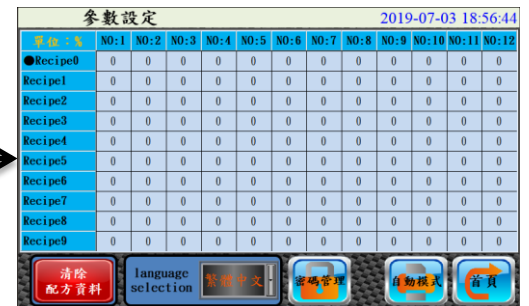 參數設定 2019-07-03 18:56:44
單位：% NO:1 NO:2 NO:3 NO:4 NO:5 NO:6 NO:7 NO:8 NO:9 NO:10 NO:11 NO:12
●Recipe0 0 0 0 0 0 0 0 0 0 0 0 0
Recipe1 0 0 0 0 0 0 0 0 0 0 0 0
Recipe2 0 0 0 0 0 0 0 0 0 0 0 0
Recipe3 0 0 0 0 0 0 0 0 0 0 0 0
Recipe4 0 0 0 0 0 0 0 0 0 0 0 0
Recipe5 0 0 0 0 0 0 0 0 0 0 0 0
Recipe6 0 0 0 0 0 0 0 0 0 0 0 0
Recipe7 0 0 0 0 0 0 0 0 0 0 0 0
Recipe8 0 0 0 0 0 0 0 0 0 0 0 0
Recipe9 0 0 0 0 0 0 0 0 0 0 0 0
清除
配方資料
language
selection
繁體中文
密碼管理
自動模式
首頁